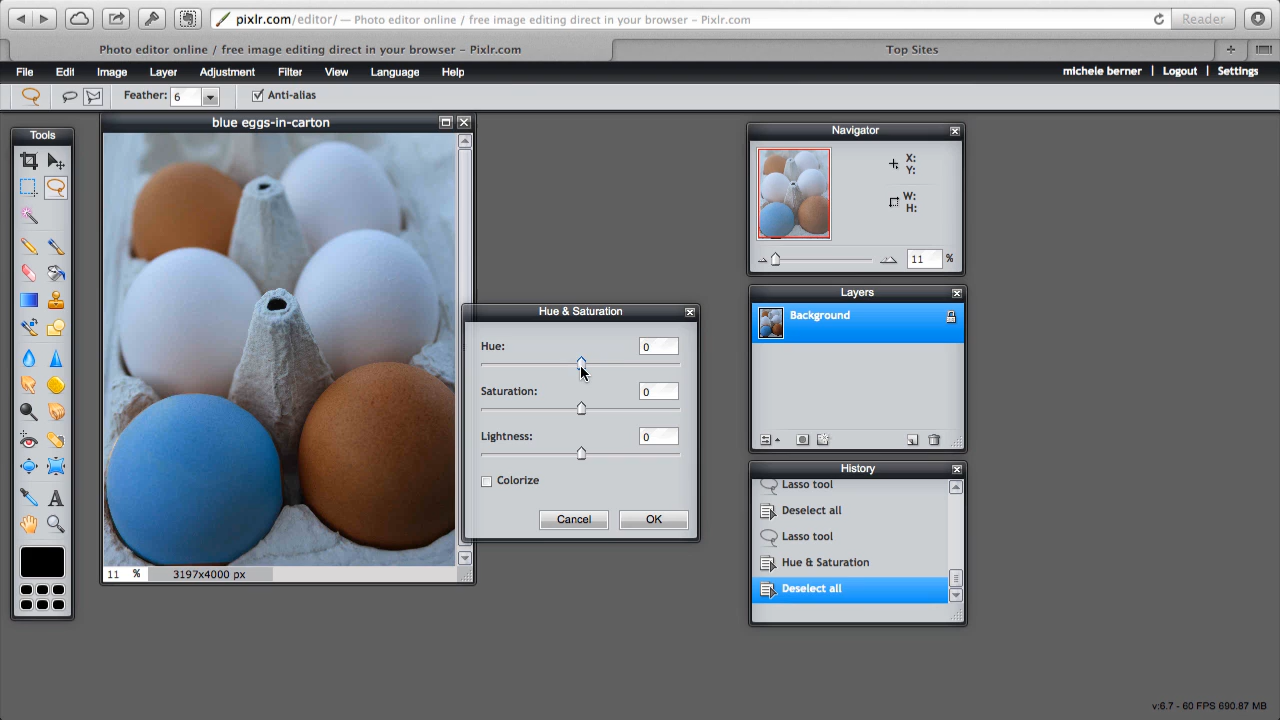 pixlr.com/editor/ — Photo editor online / free image editing direct in your browser – Pixlr.com
Reader
Photo editor online / free image editing direct in your browser – Pixlr.com
Top Sites
File Edit Image Layer Adjustment Filter View Language Help
michele berner | Logout | Settings
Feather: 6
Anti-alias
Tools
blue eggs-in-carton
11 %
3197x4000 px
Hue & Saturation
Hue: 0
Saturation: 0
Lightness: 0
Colorize
Cancel
OK
Navigator
X:
Y:
W:
H:
11 %
Layers
Background
History
Lasso tool
Deselect all
Lasso tool
Hue & Saturation
Deselect all
v:6.7 - 60 FPS 690.87 MB